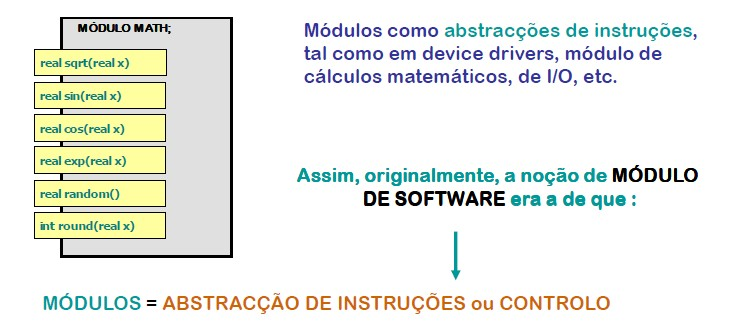 MÓDULO MATH;
real sqrt(real x)
real sin(real x)
real cos(real x)
real exp(real x)
real random()
int round(real x)
Módulos como abstracções de instruções,
tal como em device drivers, módulo de
cálculos matemáticos, de I/O, etc.
Assim, originalmente, a noção de MÓDULO
DE SOFTWARE era a de que :
MÓDULOS = ABSTRACÇÃO DE INSTRUÇÕES ou CONTROLO